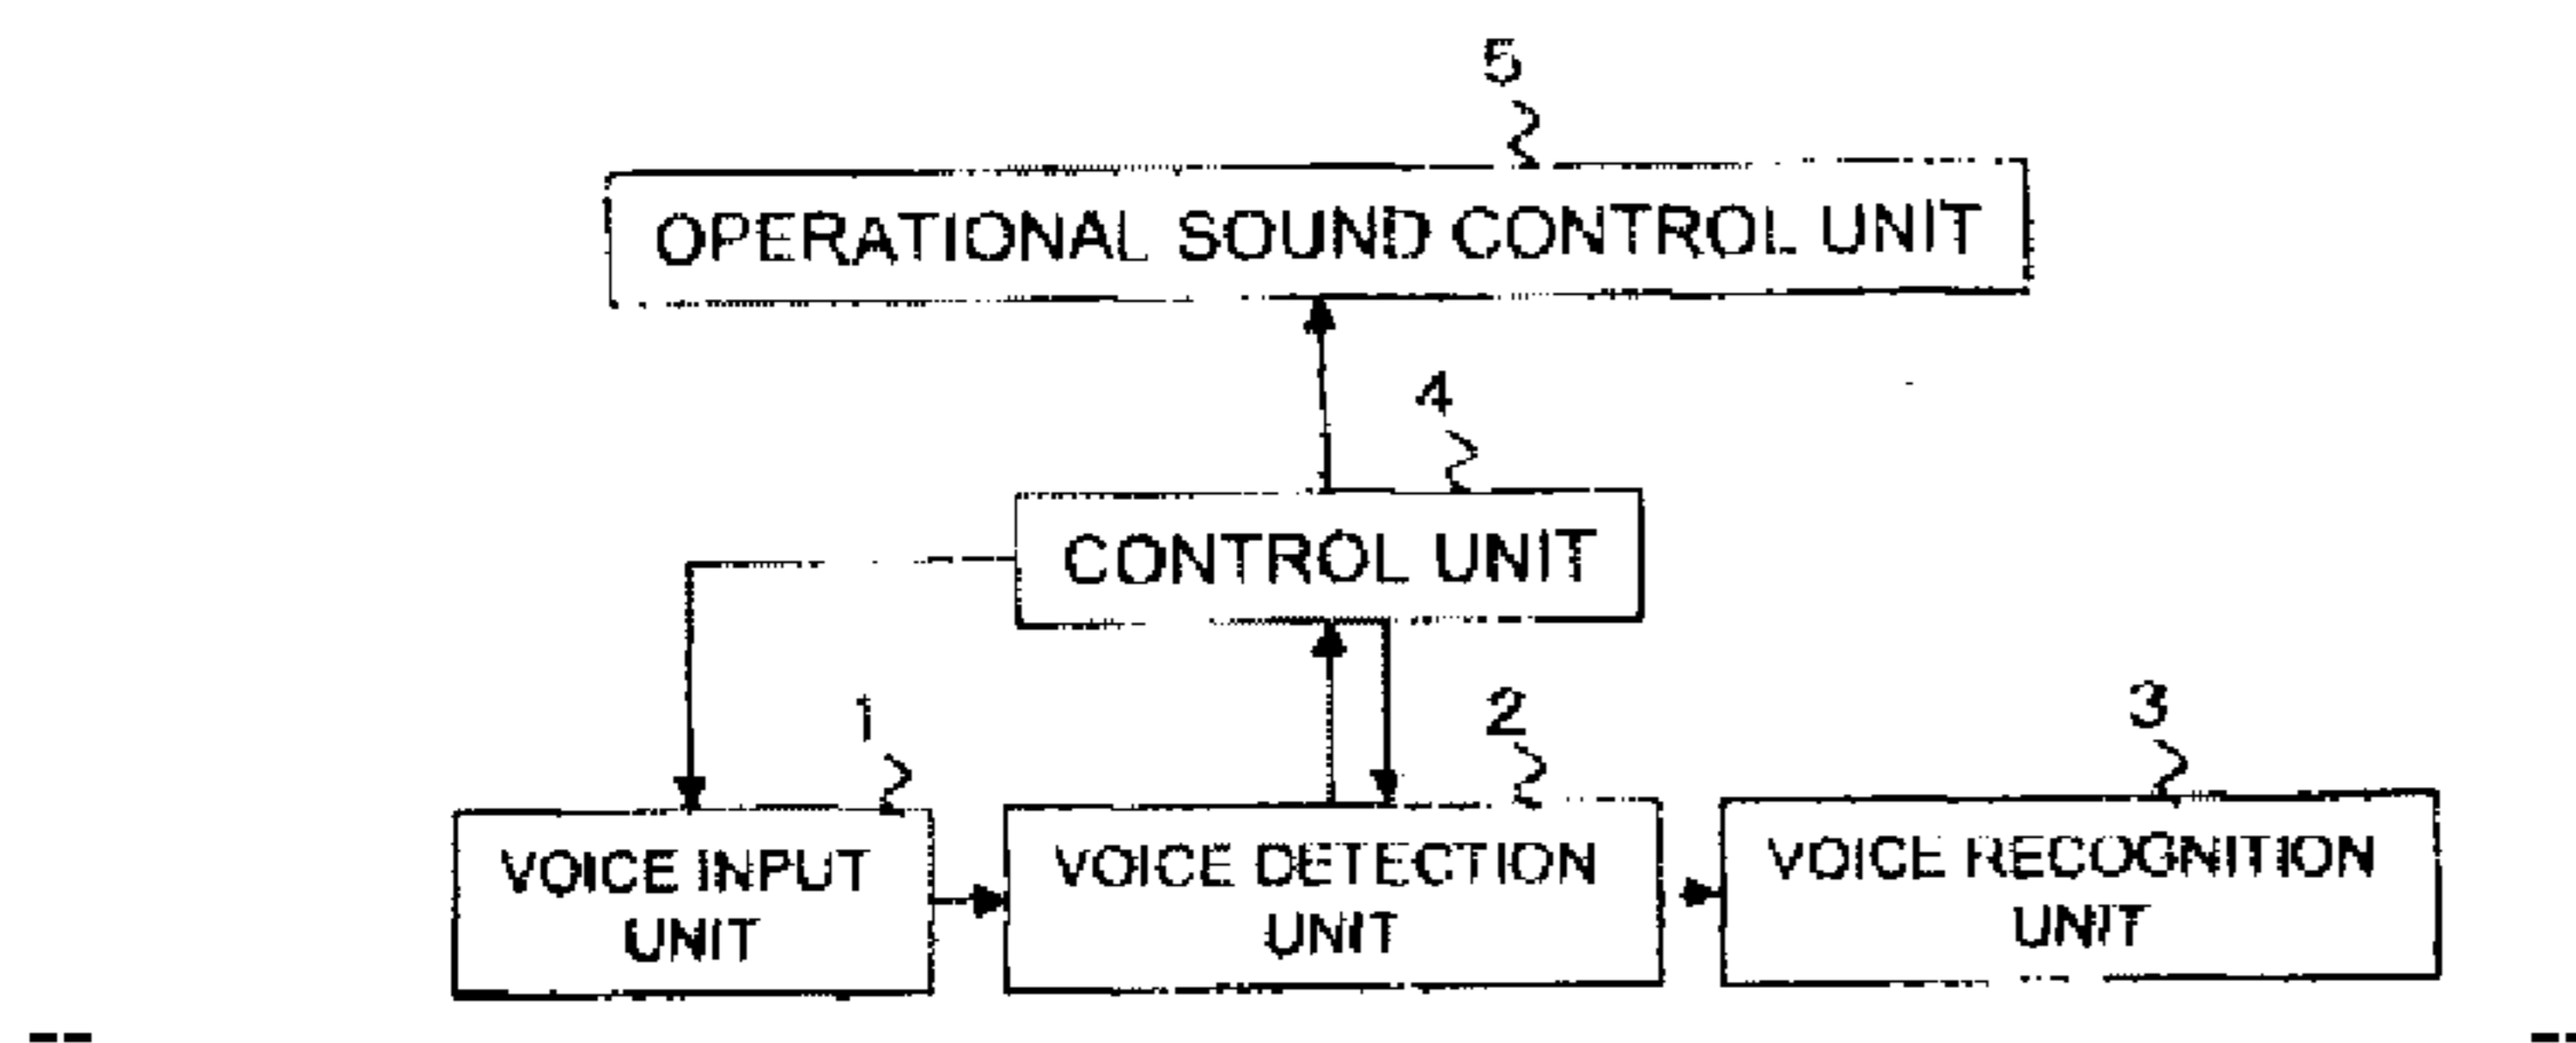 5
OPERATIONAL SOUND CONTROL UNIT
4
CONTROL UNIT
1
2
3
VOICE INPUT
UNIT
VOICE DETECTION
UNIT
VOICE RECOGNITION
UNIT
-- --